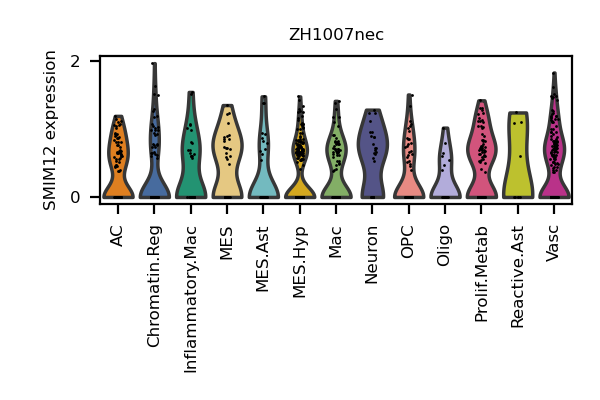 ZH1007nec
SMIM12 expression
2
0
AC
Chromatin.Reg
Inflammatory.Mac
MES
MES.Ast
MES.Hyp
Mac
Neuron
OPC
Oligo
Prolif.Metab
Reactive.Ast
Vasc